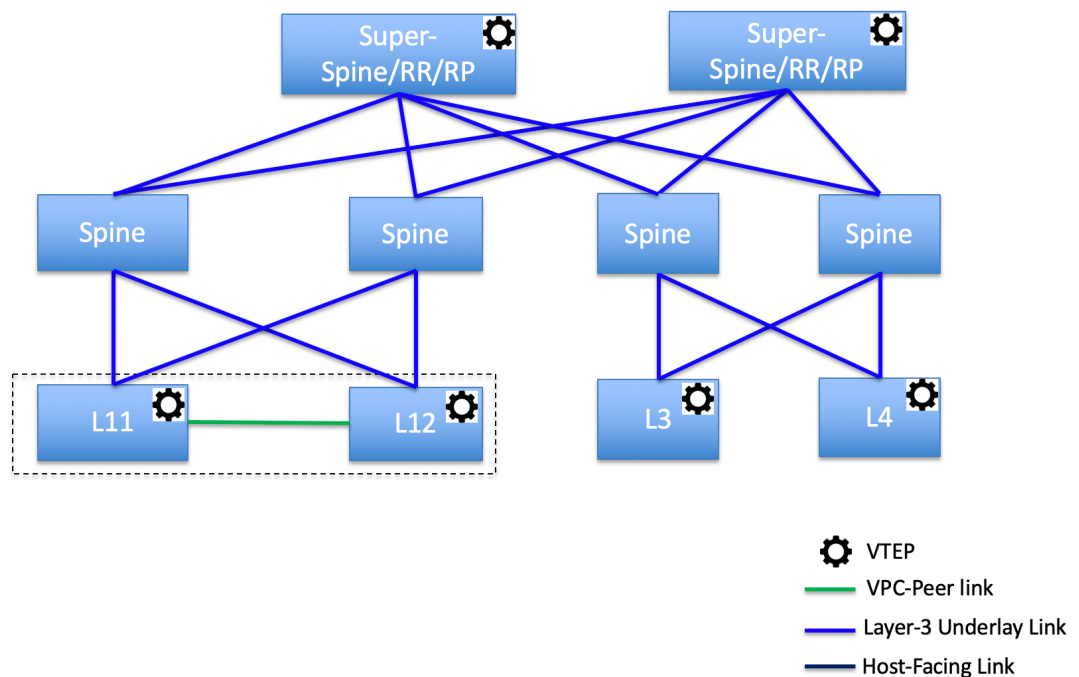 Super-
Spine/RR/RP
Super-
Spine/RR/RP
Spine
Spine
Spine
Spine
L11
L12
L3
L4
VTEP
VPC-Peer link
Layer-3 Underlay Link
Host-Facing Link